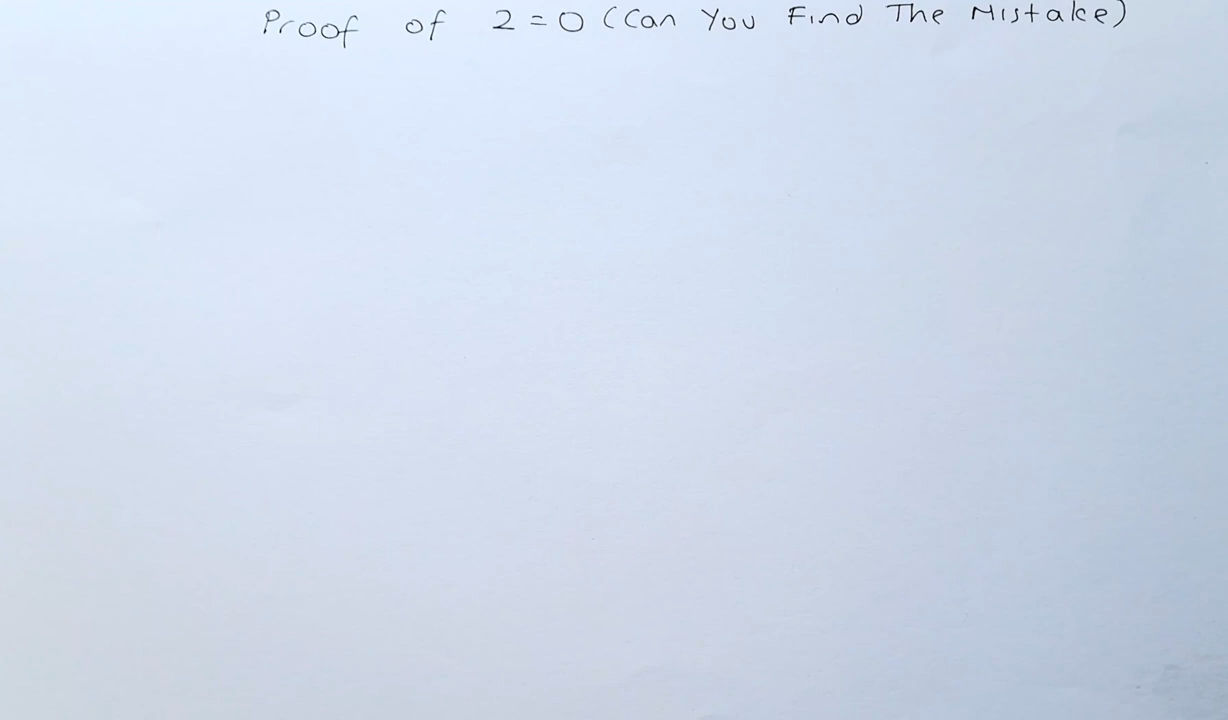 Proof of 2 = 0 (Can You Find The Mistake)